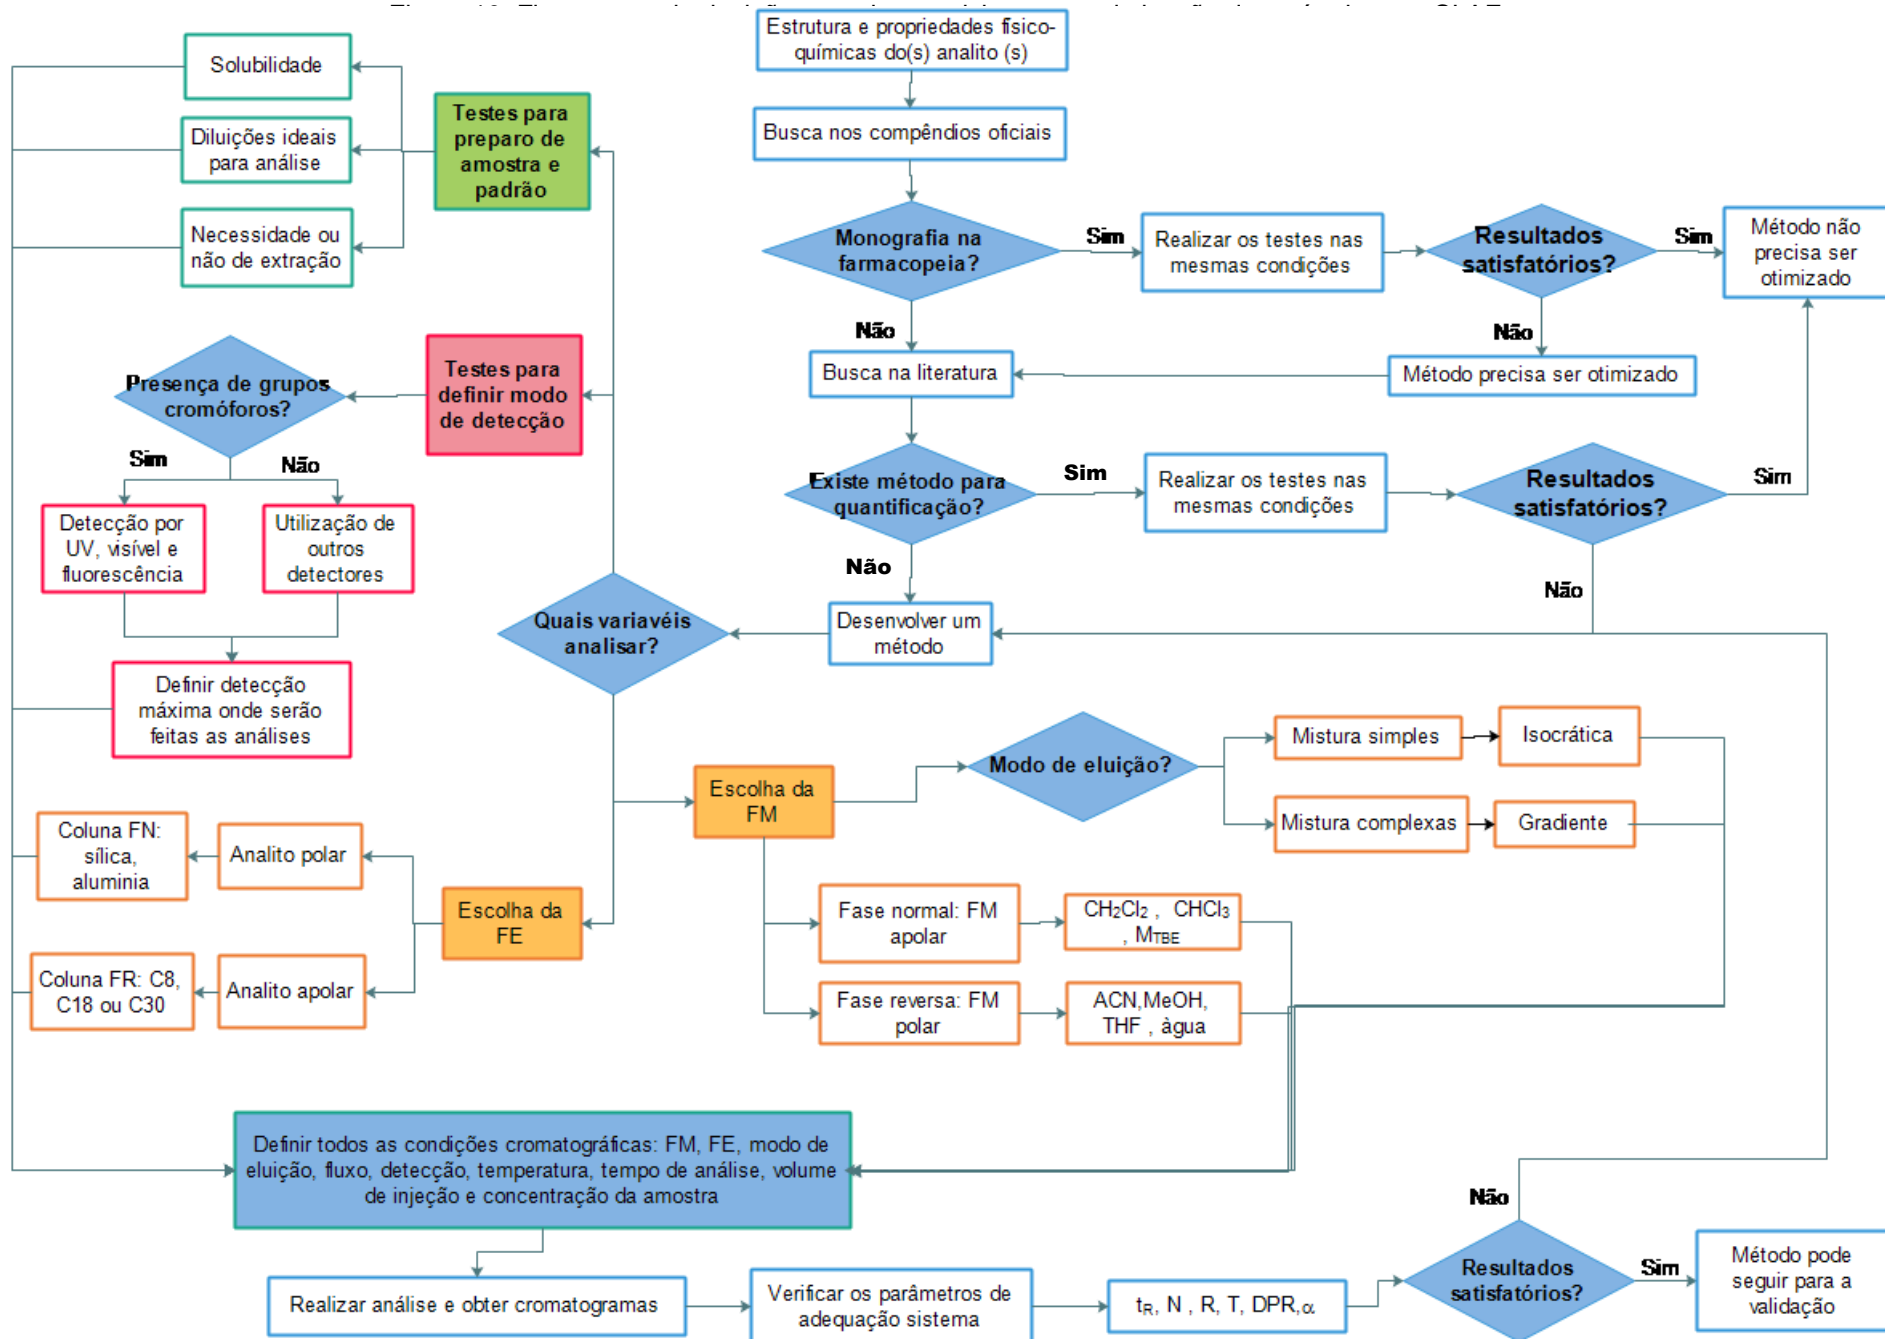 Estrutura e propriedades físico-
químicas do(s) analito (s)
Busca nos compêndios oficiais
Monografia na
farmacopeia?
Sim
Realizar os testes nas
mesmas condições
Resultados
satisfatórios?
Sim
Método não
precisa ser
otimizado
Não
Não
Método precisa ser otimizado
Busca na literatura
Existe método para
quantificação?
Sim
Realizar os testes nas
mesmas condições
Resultados
satisfatórios?
Sim
Não
Não
Desenvolver um
método
Quais variavéis
analisar?
Testes para
preparo de
amostra e
padrão
Solubilidade
Diluições ideais
para análise
Necessidade ou
não de extração
Testes para
definir modo
de detecção
Presença de grupos
cromóforos?
Sim
Não
Detecção por
UV, visível e
fluorescência
Utilização de
outros
detectores
Definir detecção
máxima onde serão
feitas as análises
Escolha da
FM
Modo de eluição?
Mistura simples
Isocrática
Mistura complexas
Gradiente
Fase normal: FM
apolar
CH2Cl2 , CHCl3
, MTBE
Fase reversa: FM
polar
ACN,MeOH,
THF , àgua
Escolha da
FE
Analito polar
Coluna FN:
sílica,
aluminia
Analito apolar
Coluna FR: C8,
C18 ou C30
Definir todos as condições cromatográficas: FM, FE, modo de
eluição, fluxo, detecção, temperatura, tempo de análise, volume
de injeção e concentração da amostra
Realizar análise e obter cromatogramas
Verificar os parâmetros de
adequação sistema
tR, N , R, T, DPR,α
Resultados
satisfatórios?
Não
Sim
Método pode
seguir para a
validação